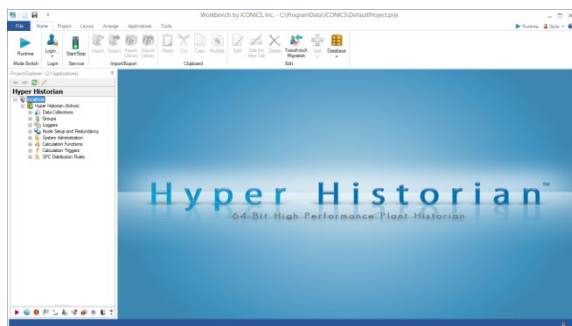 Workbench by ICONICS, Inc. - C:\ProgramData\ICONICS\DefaultProject.prjx
File Home Project Layout Arrange Applications Tools
Runtime Style
Runtime Login... Start/Stop Import Export Import Library Export Library Paste Cut Copy Multiply Edit Edit On New Tab Delete TrendWorX Migration Add Database
Mode Switch Login Service Import/Export Clipboard Edit
Project Explorer - (21 Applications)
Hyper Historian
localhost
Hyper Historian (Active)
Data Collections
Groups
Loggers
Node Setup and Redundancy
System Administration
Calculation Functions
Calculation Triggers
SPC Distribution Rules
Hyper Historian™
64-Bit High Performance Plant Historian